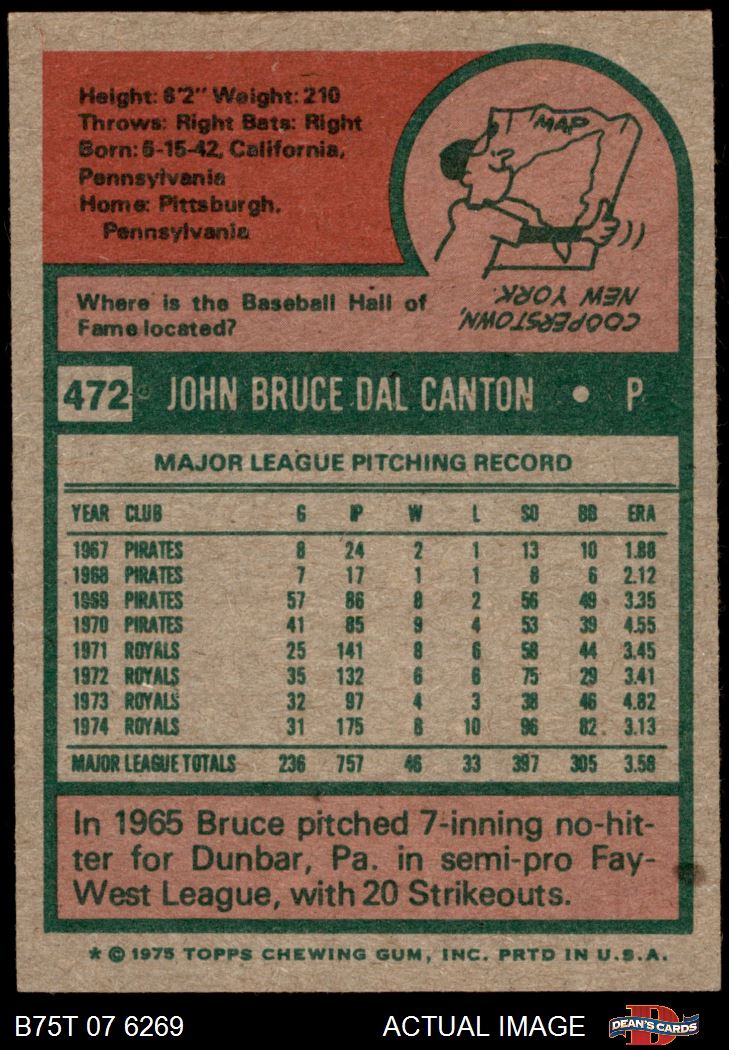 Height: 6'2" Weight: 210
Throws: Right Bats: Right
Born: 6-15-42, California,
Pennsylvania
Home: Pittsburgh,
Pennsylvania
MAP
Where is the Baseball Hall of
Fame located?
COOPERSTOWN,
NEW YORK.
472 JOHN BRUCE DAL CANTON • P
MAJOR LEAGUE PITCHING RECORD
YEAR CLUB G IP W L SO BB ERA
1967 PIRATES 8 24 2 1 13 10 1.88
1968 PIRATES 7 17 1 1 8 6 2.12
1969 PIRATES 57 86 8 2 56 49 3.35
1970 PIRATES 41 85 9 4 53 39 4.55
1971 ROYALS 25 141 8 6 58 44 3.45
1972 ROYALS 35 132 6 6 75 29 3.41
1973 ROYALS 32 97 4 3 38 46 4.82
1974 ROYALS 31 175 8 10 96 82 3.13
MAJOR LEAGUE TOTALS 236 757 46 33 397 305 3.58
In 1965 Bruce pitched 7-inning no-hit-
ter for Dunbar, Pa. in semi-pro Fay-
West League, with 20 Strikeouts.
* © 1975 TOPPS CHEWING GUM, INC. PRTD IN U.S.A.
B75T 07 6269 ACTUAL IMAGE DEAN'S CARDS